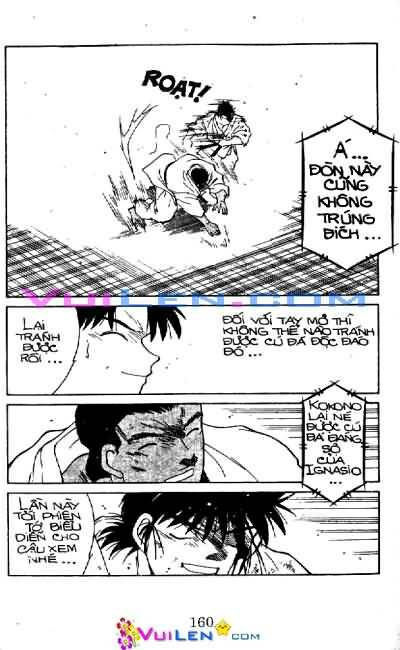 ROẠT!
Á ...
ĐÒN NÀY
CŨNG
KHÔNG
TRÚNG
ĐÍCH ...
VuiLen.com
LẠI
TRÁNH
ĐƯỢC
RỒI ...
ĐỐI VỚI TAY MƠ THÌ
KHÔNG THỂ NÀO TRÁNH
ĐƯỢC CÚ ĐÁ ĐỘC ĐÁO
ĐÓ ...
KOKONO
LẠI NÉ
ĐƯỢC CÚ
ĐÁ ĐÁNG
SỢ
CỦA
IGNASIO
...
LẦN NÀY
TỚI PHIÊN
TỚ BIỂU
DIỄN CHO
CẬU XEM
NHÉ ...
160
VuiLen.com